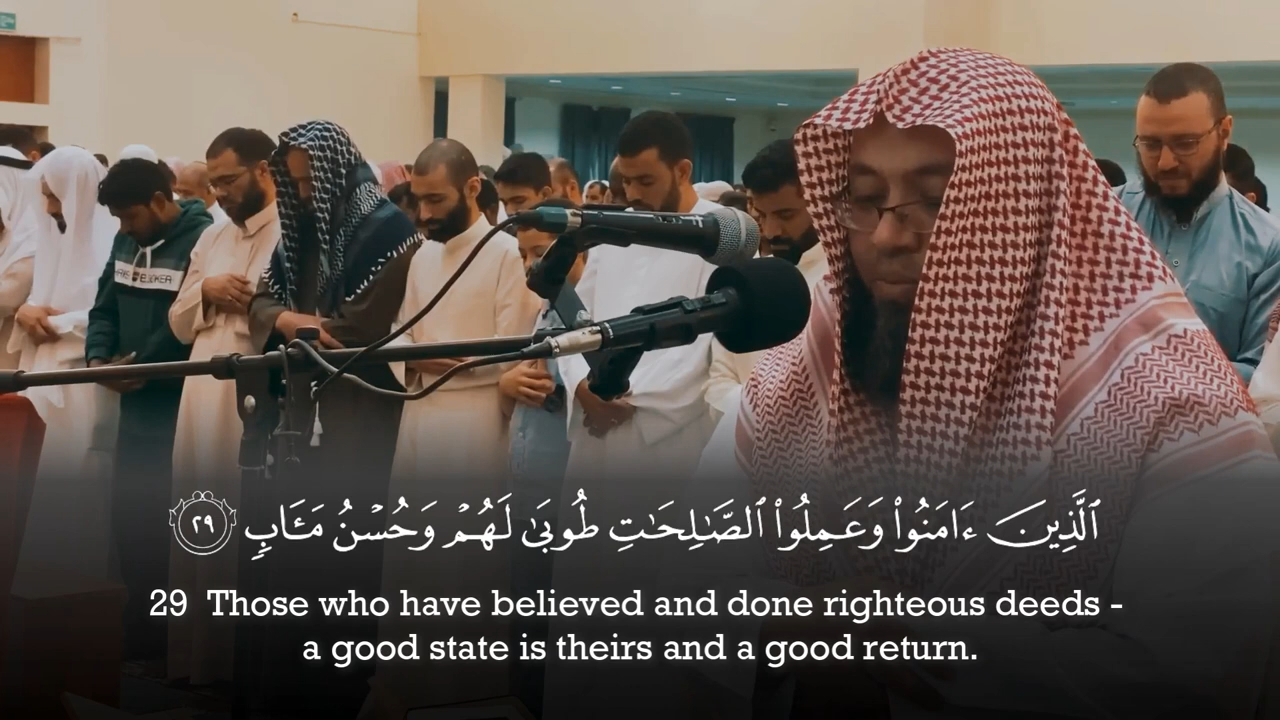 ٱلَّذِينَ ءَامَنُوا۟ وَعَمِلُوا۟ ٱلصَّـٰلِحَـٰتِ طُوبَىٰ لَهُمْ وَحُسْنُ مَـَٔابٍۢ ٢٩
29 Those who have believed and done righteous deeds -
a good state is theirs and a good return.